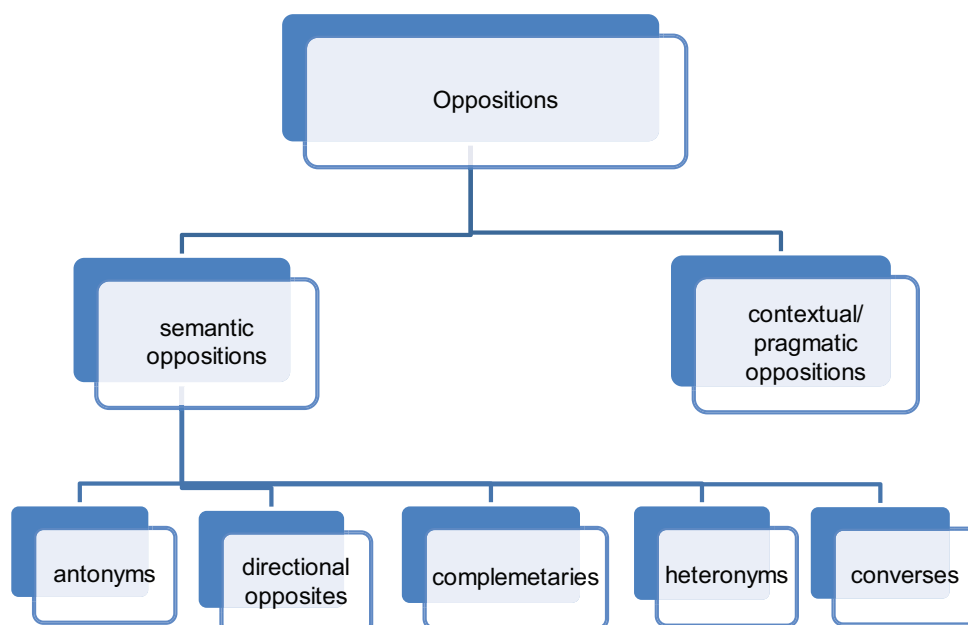 Oppositions
semantic
oppositions
contextual/
pragmatic
oppositions
antonyms
directional
opposites
complemetaries
heteronyms
converses